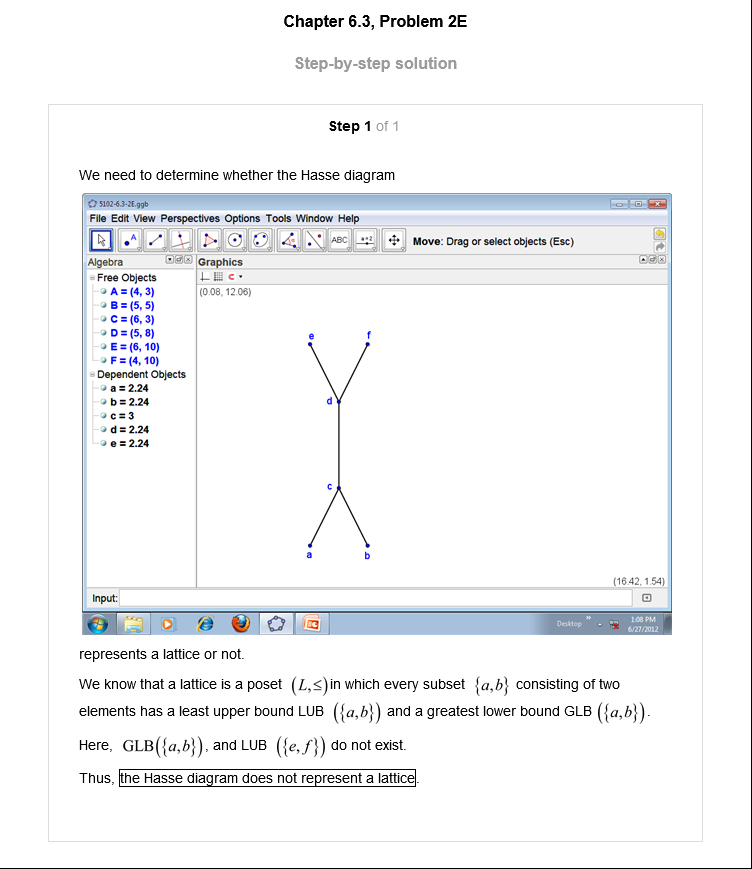 Chapter 6.3, Problem 2E
Step-by-step solution
Step 1 of 1
We need to determine whether the Hasse diagram
5102-6.3-2E.ggb
File Edit View Perspectives Options Tools Window Help
A ABC a=2 Move: Drag or select objects (Esc)
Algebra Graphics
Free Objects
A = (4, 3)
B = (5, 5)
C = (6, 3)
D = (5, 8)
E = (6, 10)
F = (4, 10)
Dependent Objects
a = 2.24
b = 2.24
c = 3
d = 2.24
e = 2.24
(0.08, 12.06)
e f
d
c
a b
(16.42, 1.54)
Input:
Desktop » 1:08 PM
6/27/2012
represents a lattice or not.
We know that a lattice is a poset (L,≤) in which every subset {a,b} consisting of two
elements has a least upper bound LUB ({a,b}) and a greatest lower bound GLB ({a,b}).
Here, GLB({a,b}), and LUB ({e,f}) do not exist.
Thus, the Hasse diagram does not represent a lattice.